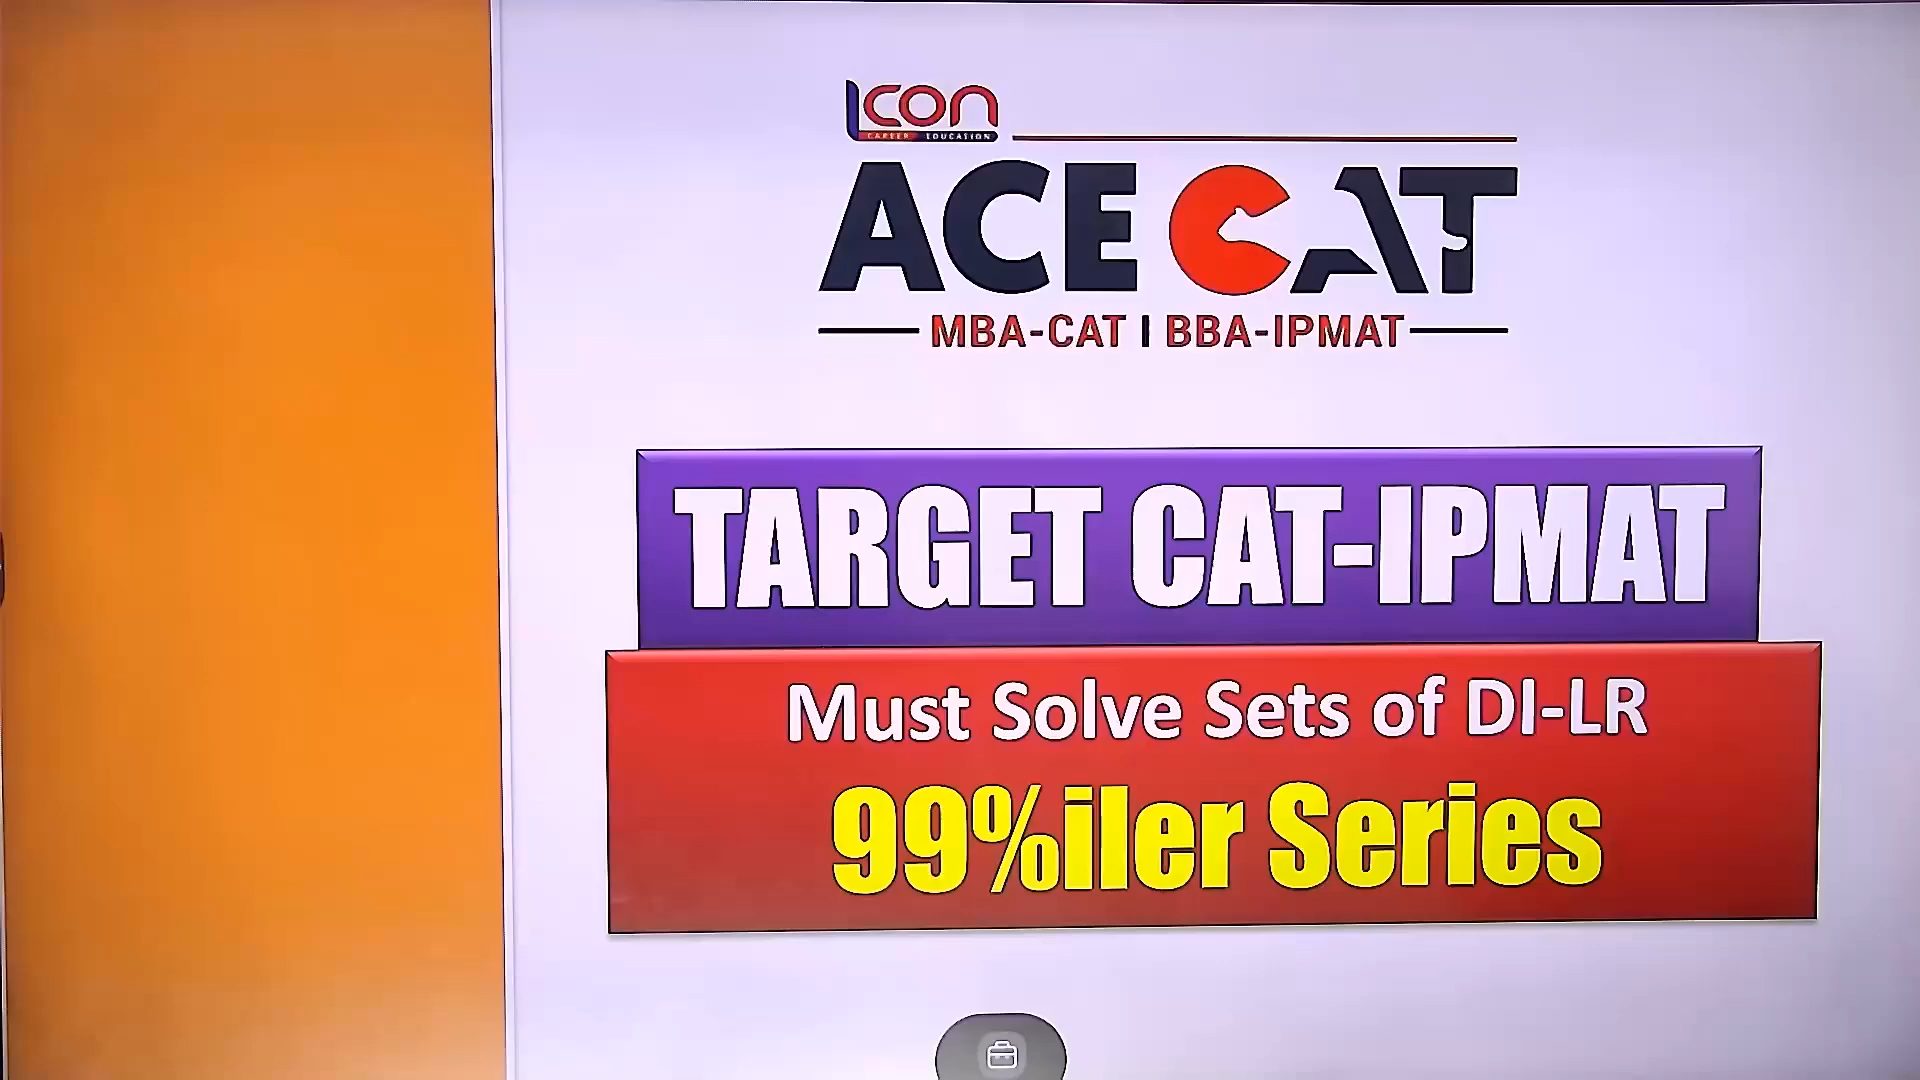 Icon
CAREER EDUCATION
ACE CAT
MBA-CAT | BBA-IPMAT
TARGET CAT-IPMAT
Must Solve Sets of DI-LR
99%iler Series